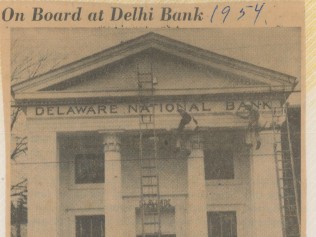 On Board at Delhi Bank 1954.
DELAWARE NATIONAL BANK